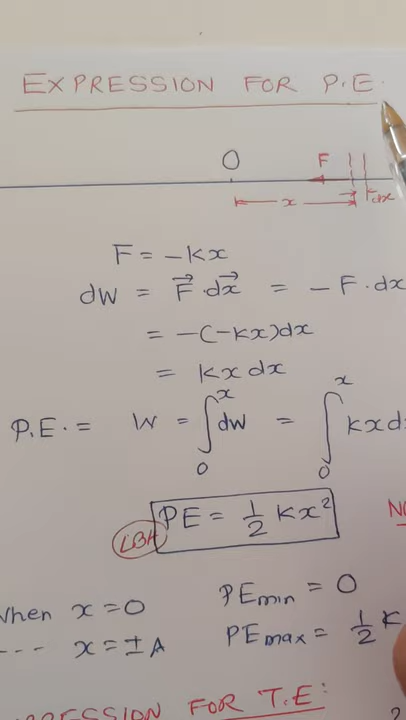 EXPRESSION FOR P.E.
O F
x dx
F = -kx
dW = F⃗ · dx⃗ = - F · dx
= -(-kx)dx
= kx dx
P.E. = W = ∫₀ˣ dW = ∫₀ˣ kx d
PE = ½ kx²
When x = 0 PEmin = 0
--- x = ±A PEmax = ½ k
EXPRESSION FOR T.E: